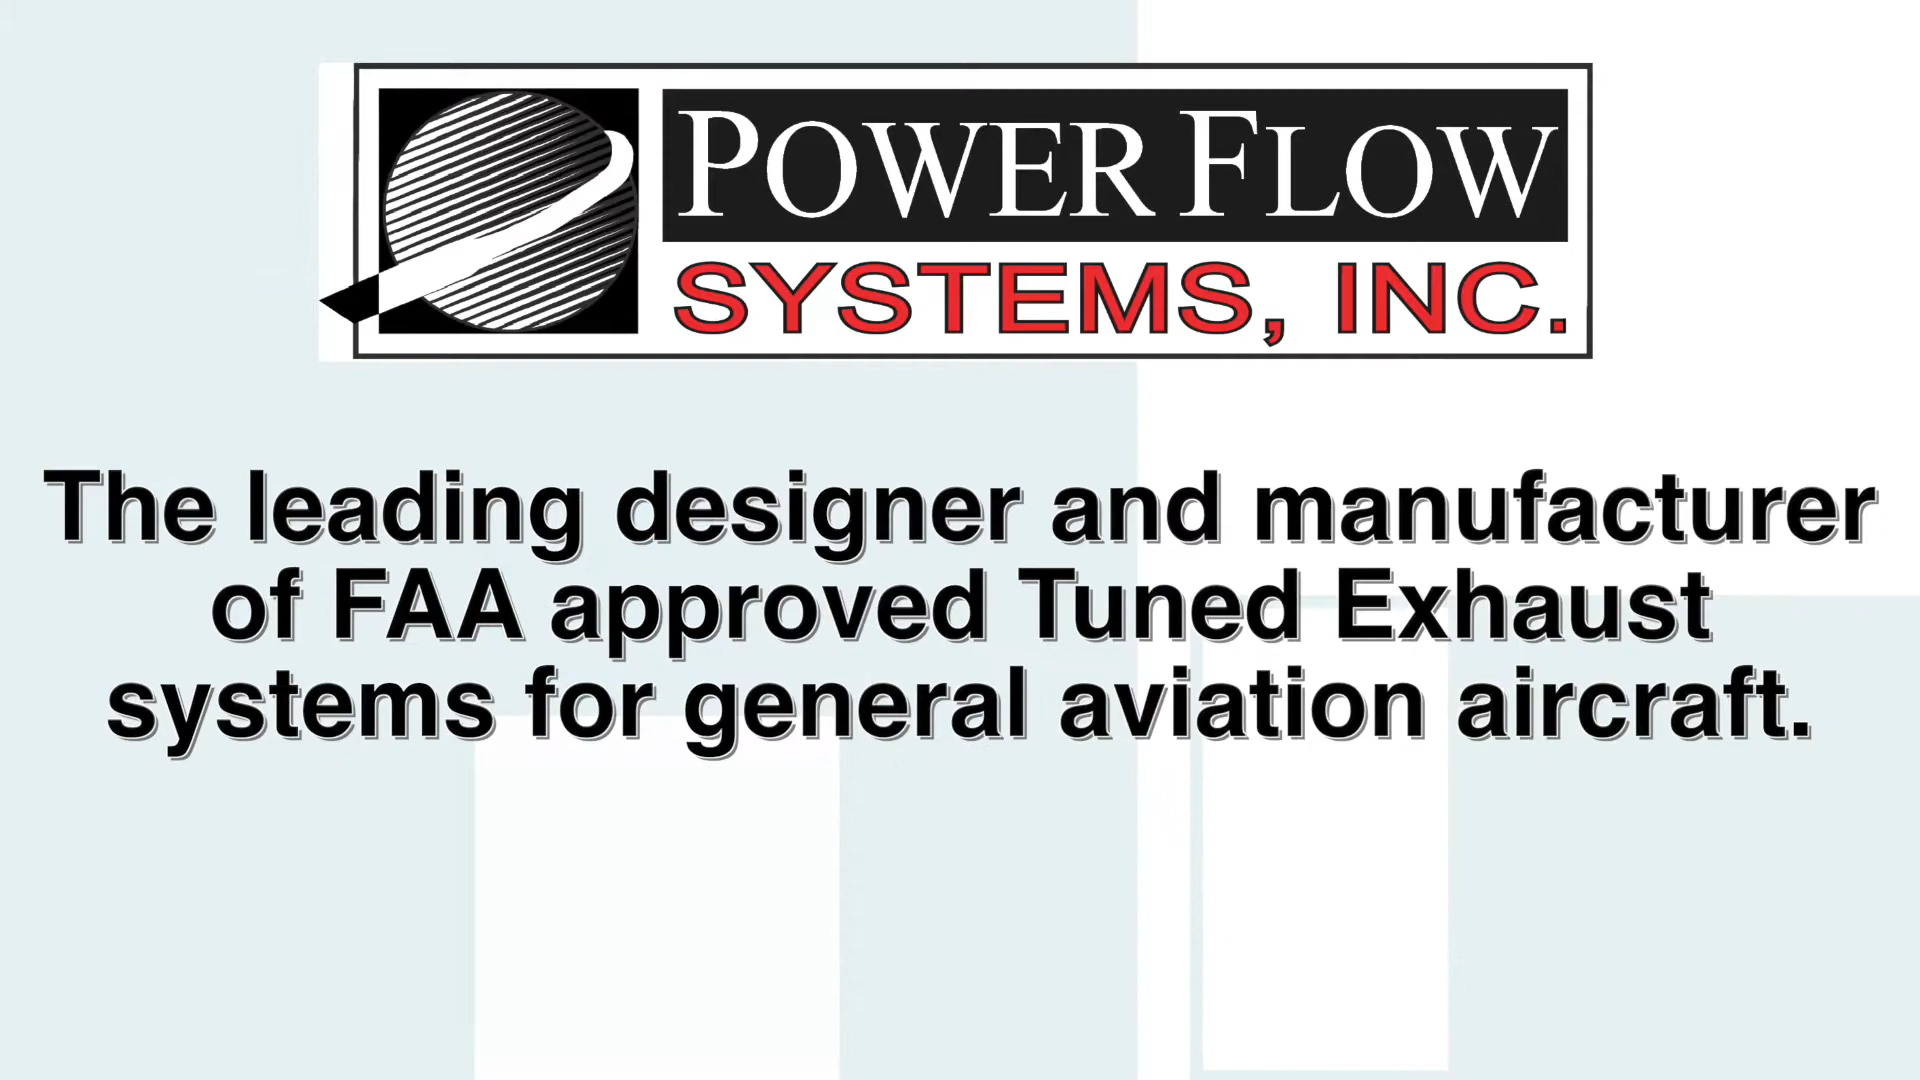 POWER FLOW
SYSTEMS, INC.
The leading designer and manufacturer
of FAA approved Tuned Exhaust
systems for general aviation aircraft.